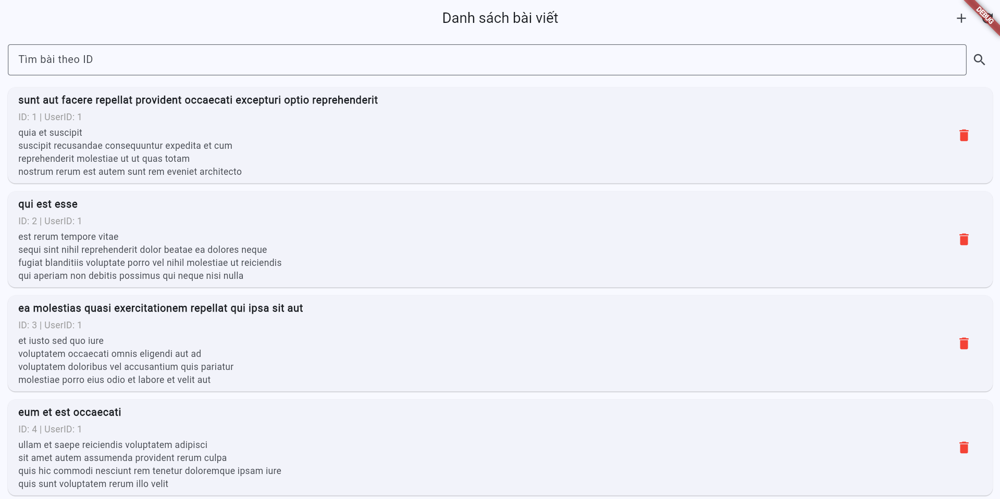 Danh sách bài viết
DEBUG
Tìm bài theo ID
sunt aut facere repellat provident occaecati excepturi optio reprehenderit
ID: 1 | UserID: 1
quia et suscipit
suscipit recusandae consequuntur expedita et cum
reprehenderit molestiae ut ut quas totam
nostrum rerum est autem sunt rem eveniet architecto
qui est esse
ID: 2 | UserID: 1
est rerum tempore vitae
sequi sint nihil reprehenderit dolor beatae ea dolores neque
fugiat blanditiis voluptate porro vel nihil molestiae ut reiciendis
qui aperiam non debitis possimus qui neque nisi nulla
ea molestias quasi exercitationem repellat qui ipsa sit aut
ID: 3 | UserID: 1
et iusto sed quo iure
voluptatem occaecati omnis eligendi aut ad
voluptatem doloribus vel accusantium quis pariatur
molestiae porro eius odio et labore et velit aut
eum et est occaecati
ID: 4 | UserID: 1
ullam et saepe reiciendis voluptatem adipisci
sit amet autem assumenda provident rerum culpa
quis hic commodi nesciunt rem tenetur doloremque ipsam iure
quis sunt voluptatem rerum illo velit